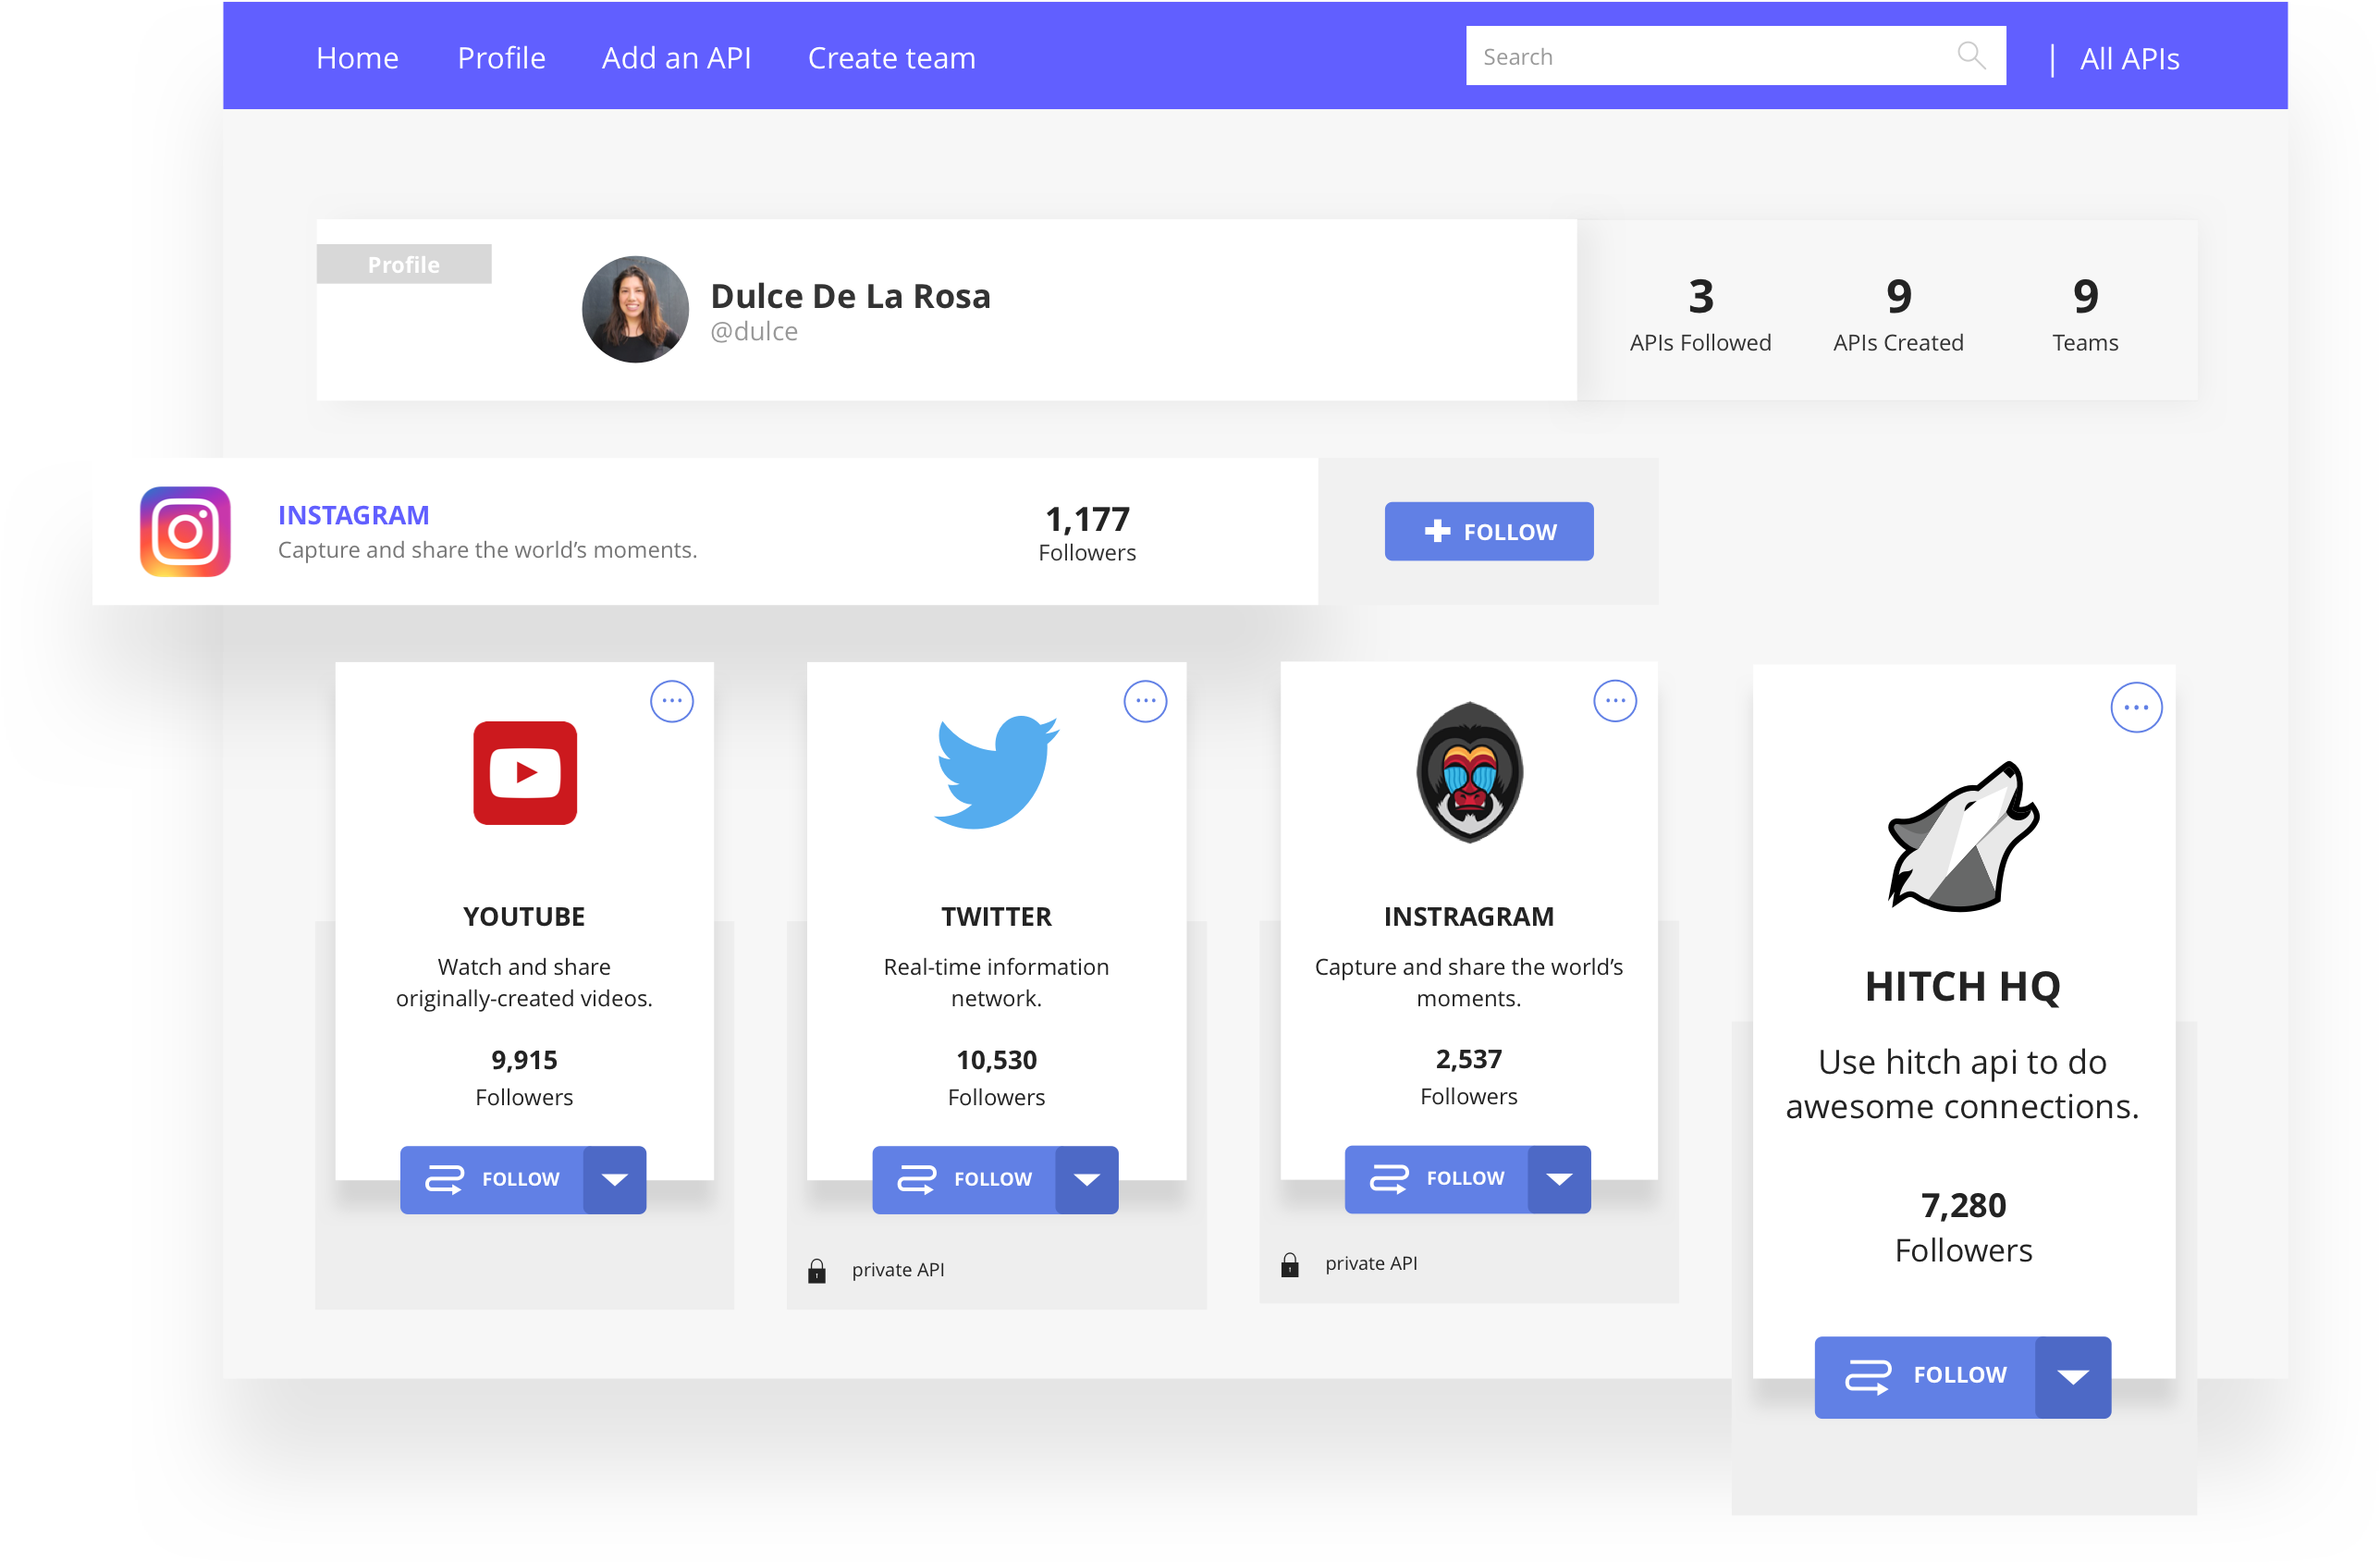 Home Profile Add an API Create team Search | All APIs
Profile
Dulce De La Rosa
@dulce
3
APIs Followed
9
APIs Created
9
Teams
INSTAGRAM
Capture and share the world’s moments.
1,177
Followers
FOLLOW
YOUTUBE
Watch and share
originally-created videos.
9,915
Followers
FOLLOW
TWITTER
Real-time information
network.
10,530
Followers
FOLLOW
private API
INSTRAGRAM
Capture and share the world’s
moments.
2,537
Followers
FOLLOW
private API
HITCH HQ
Use hitch api to do
awesome connections.
7,280
Followers
FOLLOW